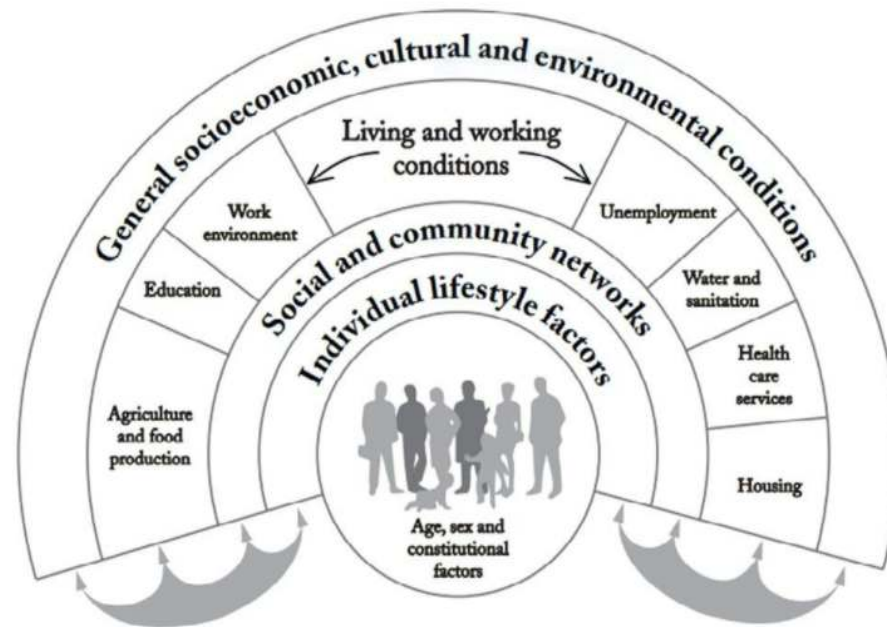 General socioeconomic, cultural and environmental conditions
Living and working
conditions
Work
environment
Unemployment
Education
Water and
sanitation
Agriculture
and food
production
Health
care
services
Housing
Social and community networks
Individual lifestyle factors
Age, sex and
constitutional
factors